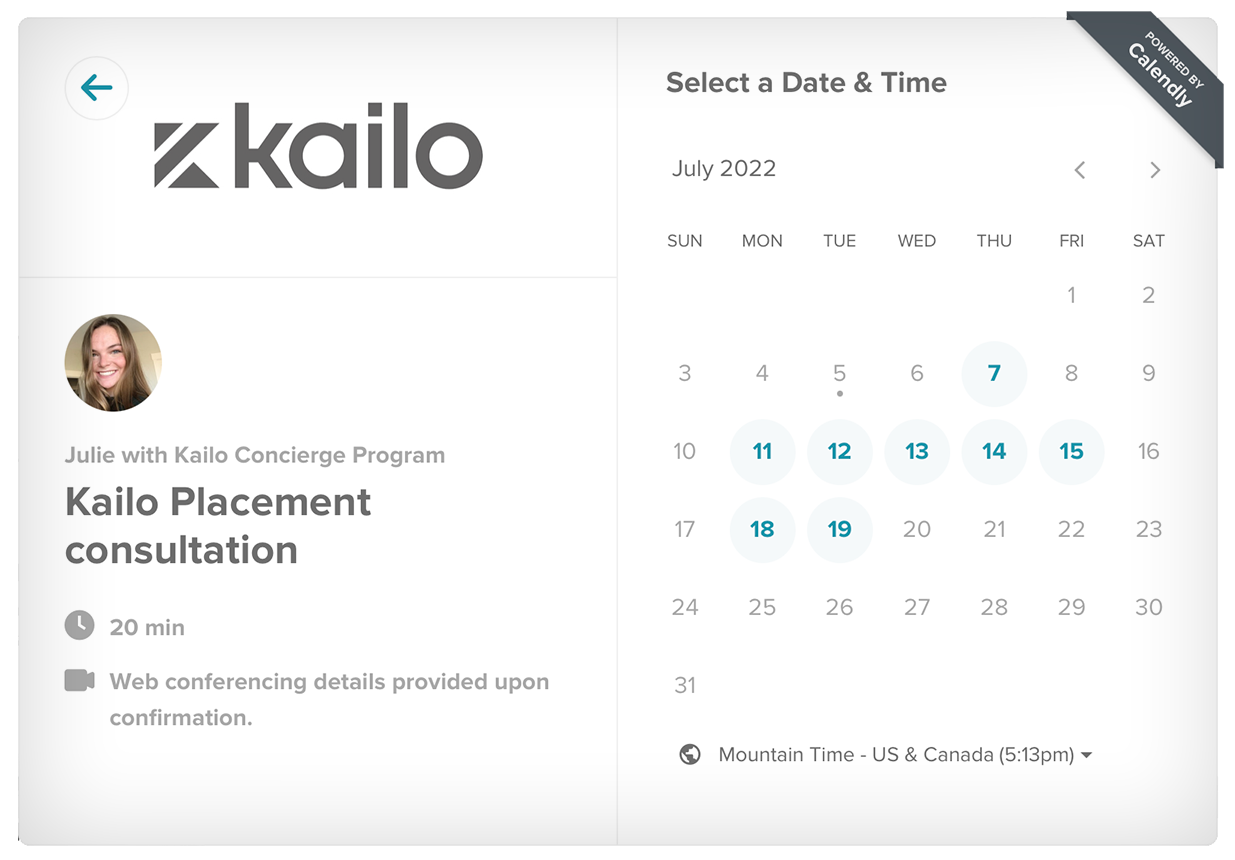 kailo
Julie with Kailo Concierge Program
Kailo Placement
consultation
20 min
Web conferencing details provided upon
confirmation.
Select a Date & Time
POWERED BY
Calendly
July 2022
SUN MON TUE WED THU FRI SAT
1 2
3 4 5 6 7 8 9
10 11 12 13 14 15 16
17 18 19 20 21 22 23
24 25 26 27 28 29 30
31
Mountain Time - US & Canada (5:13pm)